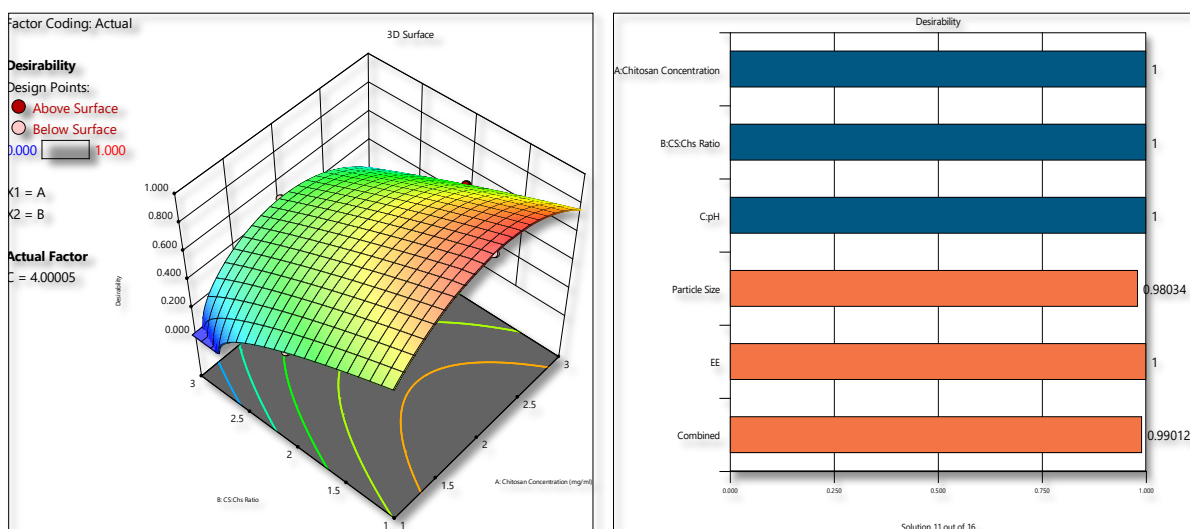 Factor Coding: Actual
3D Surface
Desirability
Design Points:
Above Surface
Below Surface
0.000 1.000
X1 = A
X2 = B
Actual Factor
C = 4.00005
1.000
0.800
0.600
0.400
0.200
0.000
Desirability
3
2.5
2
1.5
1
B: CS:Chs Ratio
1
1.5
2
2.5
3
A: Chitosan Concentration (mg/ml)
Desirability
A:Chitosan Concentration 1
B:CS:Chs Ratio 1
C:pH 1
Particle Size 0.98034
EE 1
Combined 0.99012
0.000 0.250 0.500 0.750 1.000
Solution 11 out of 16